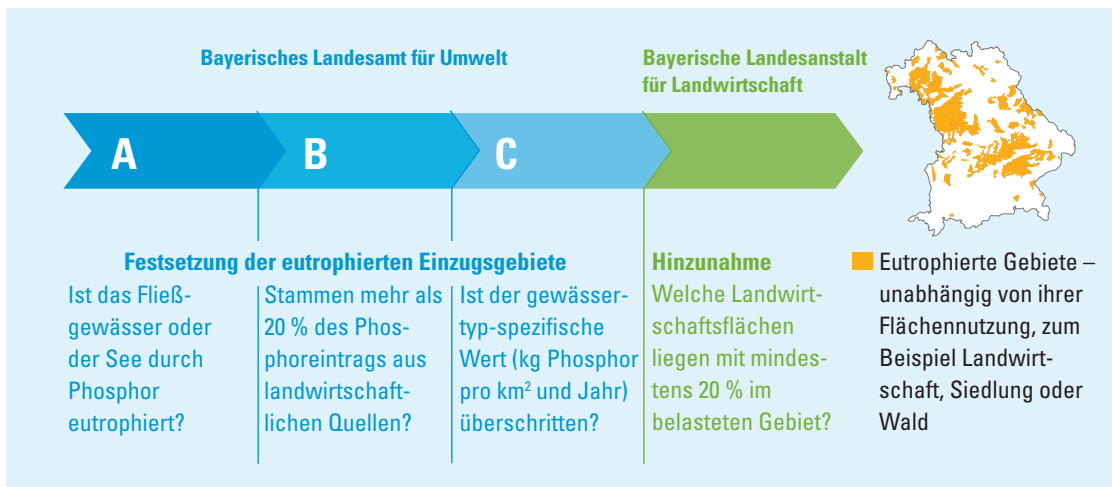 Bayerisches Landesamt für Umwelt
Bayerische Landesanstalt
für Landwirtschaft
A
B
C
Festsetzung der eutrophierten Einzugsgebiete
Ist das Fließ-
gewässer oder
der See durch
Phosphor
eutrophiert?
Stammen mehr als
20 % des Phos-
phoreintrags aus
landwirtschaft-
lichen Quellen?
Ist der gewässer-
typ-spezifische
Wert (kg Phosphor
pro km² und Jahr)
überschritten?
Hinzunahme
Welche Landwirt-
schaftsflächen
liegen mit mindes-
tens 20 % im
belasteten Gebiet?
Eutrophierte Gebiete –
unabhängig von ihrer
Flächennutzung, zum
Beispiel Landwirt-
schaft, Siedlung oder
Wald